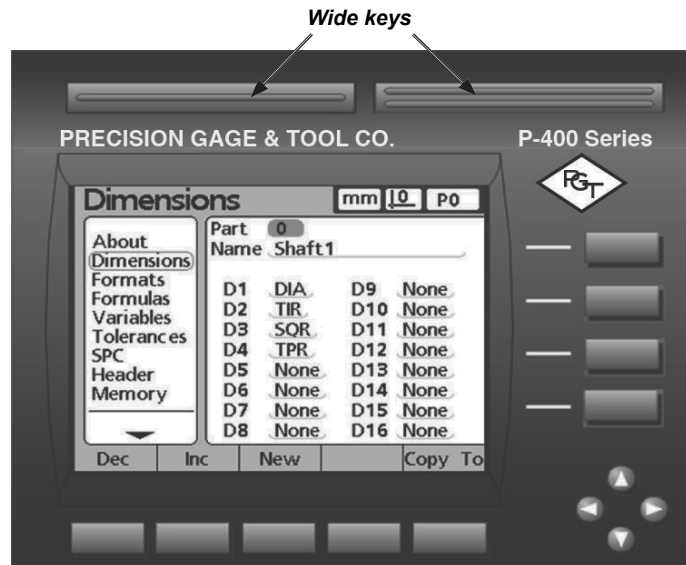 Wide keys
PRECISION GAGE & TOOL CO. P-400 Series
PGT
Dimensions mm 0 P0
About
Dimensions
Formats
Formulas
Variables
Tolerances
SPC
Header
Memory
Part 0
Name Shaft1
D1 DIA D9 None
D2 TIR D10 None
D3 SQR D11 None
D4 TPR D12 None
D5 None D13 None
D6 None D14 None
D7 None D15 None
D8 None D16 None
Dec Inc New Copy To